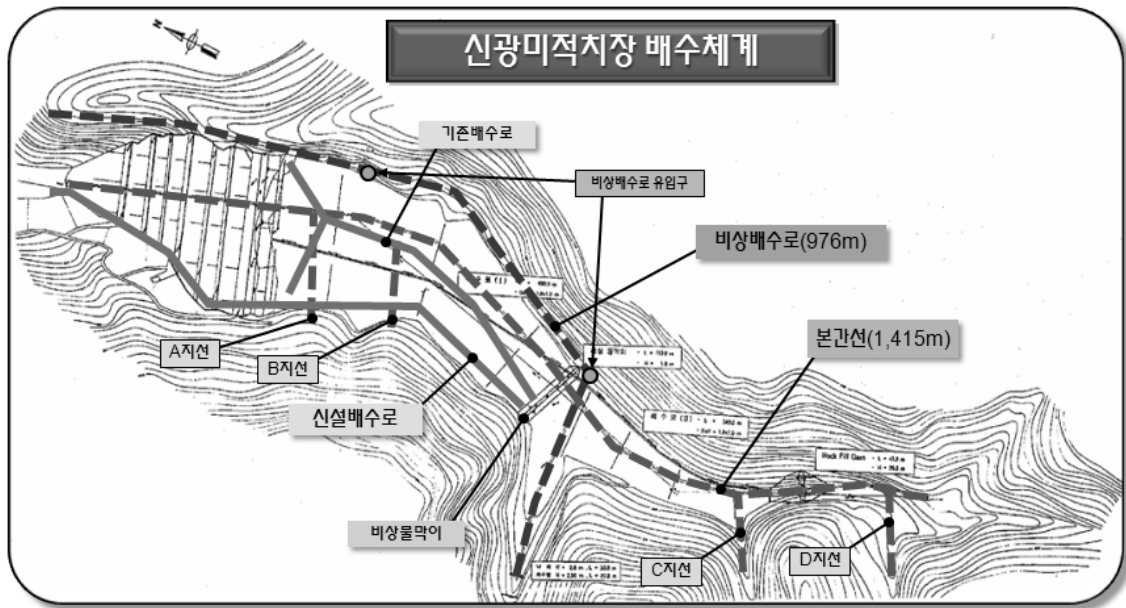 신광미적치장 배수체계
N
기존배수로
비상배수로 유입구
비상배수로(976m)
본간선(1,415m)
A지선
B지선
신설배수로
비상물막이
C지선
D지선
Rock Fill Dam